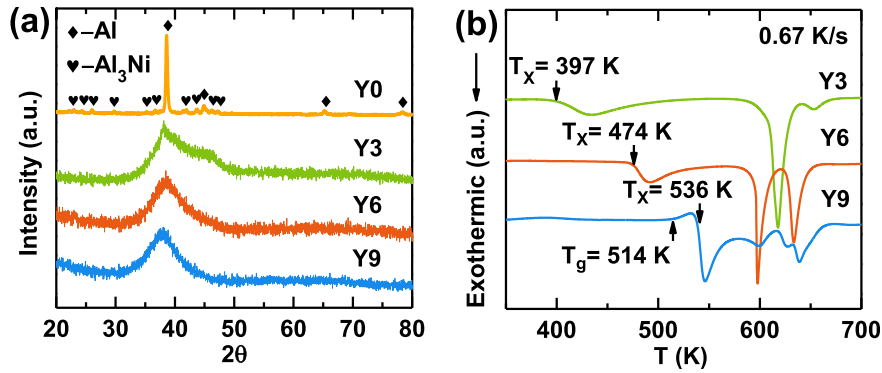 (a)
♦–Al
♥–Al₃Ni
Y0
Y3
Y6
Y9
Intensity (a.u.)
20 30 40 50 60 70 80
2θ
(b)
0.67 K/s
Tx= 397 K
Y3
Tx= 474 K
Y6
Tx= 536 K
Y9
Tg= 514 K
Exothermic (a.u.)
400 500 600 700
T (K)